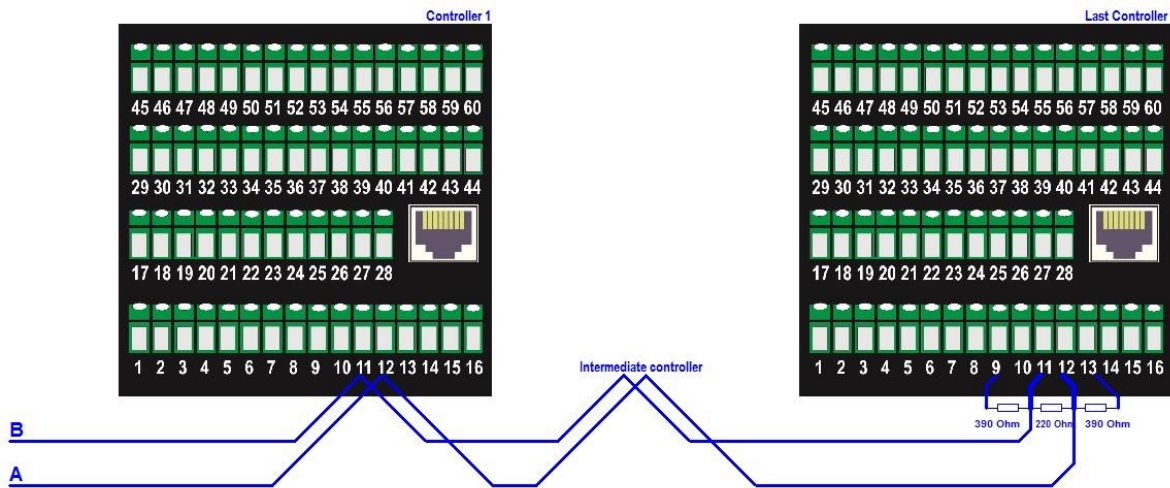 Controller 1
Last Controller
45 46 47 48 49 50 51 52 53 54 55 56 57 58 59 60
45 46 47 48 49 50 51 52 53 54 55 56 57 58 59 60
29 30 31 32 33 34 35 36 37 38 39 40 41 42 43 44
29 30 31 32 33 34 35 36 37 38 39 40 41 42 43 44
17 18 19 20 21 22 23 24 25 26 27 28
17 18 19 20 21 22 23 24 25 26 27 28
1 2 3 4 5 6 7 8 9 10 11 12 13 14 15 16
1 2 3 4 5 6 7 8 9 10 11 12 13 14 15 16
Intermediate controller
390 Ohm 220 Ohm 390 Ohm
B
A